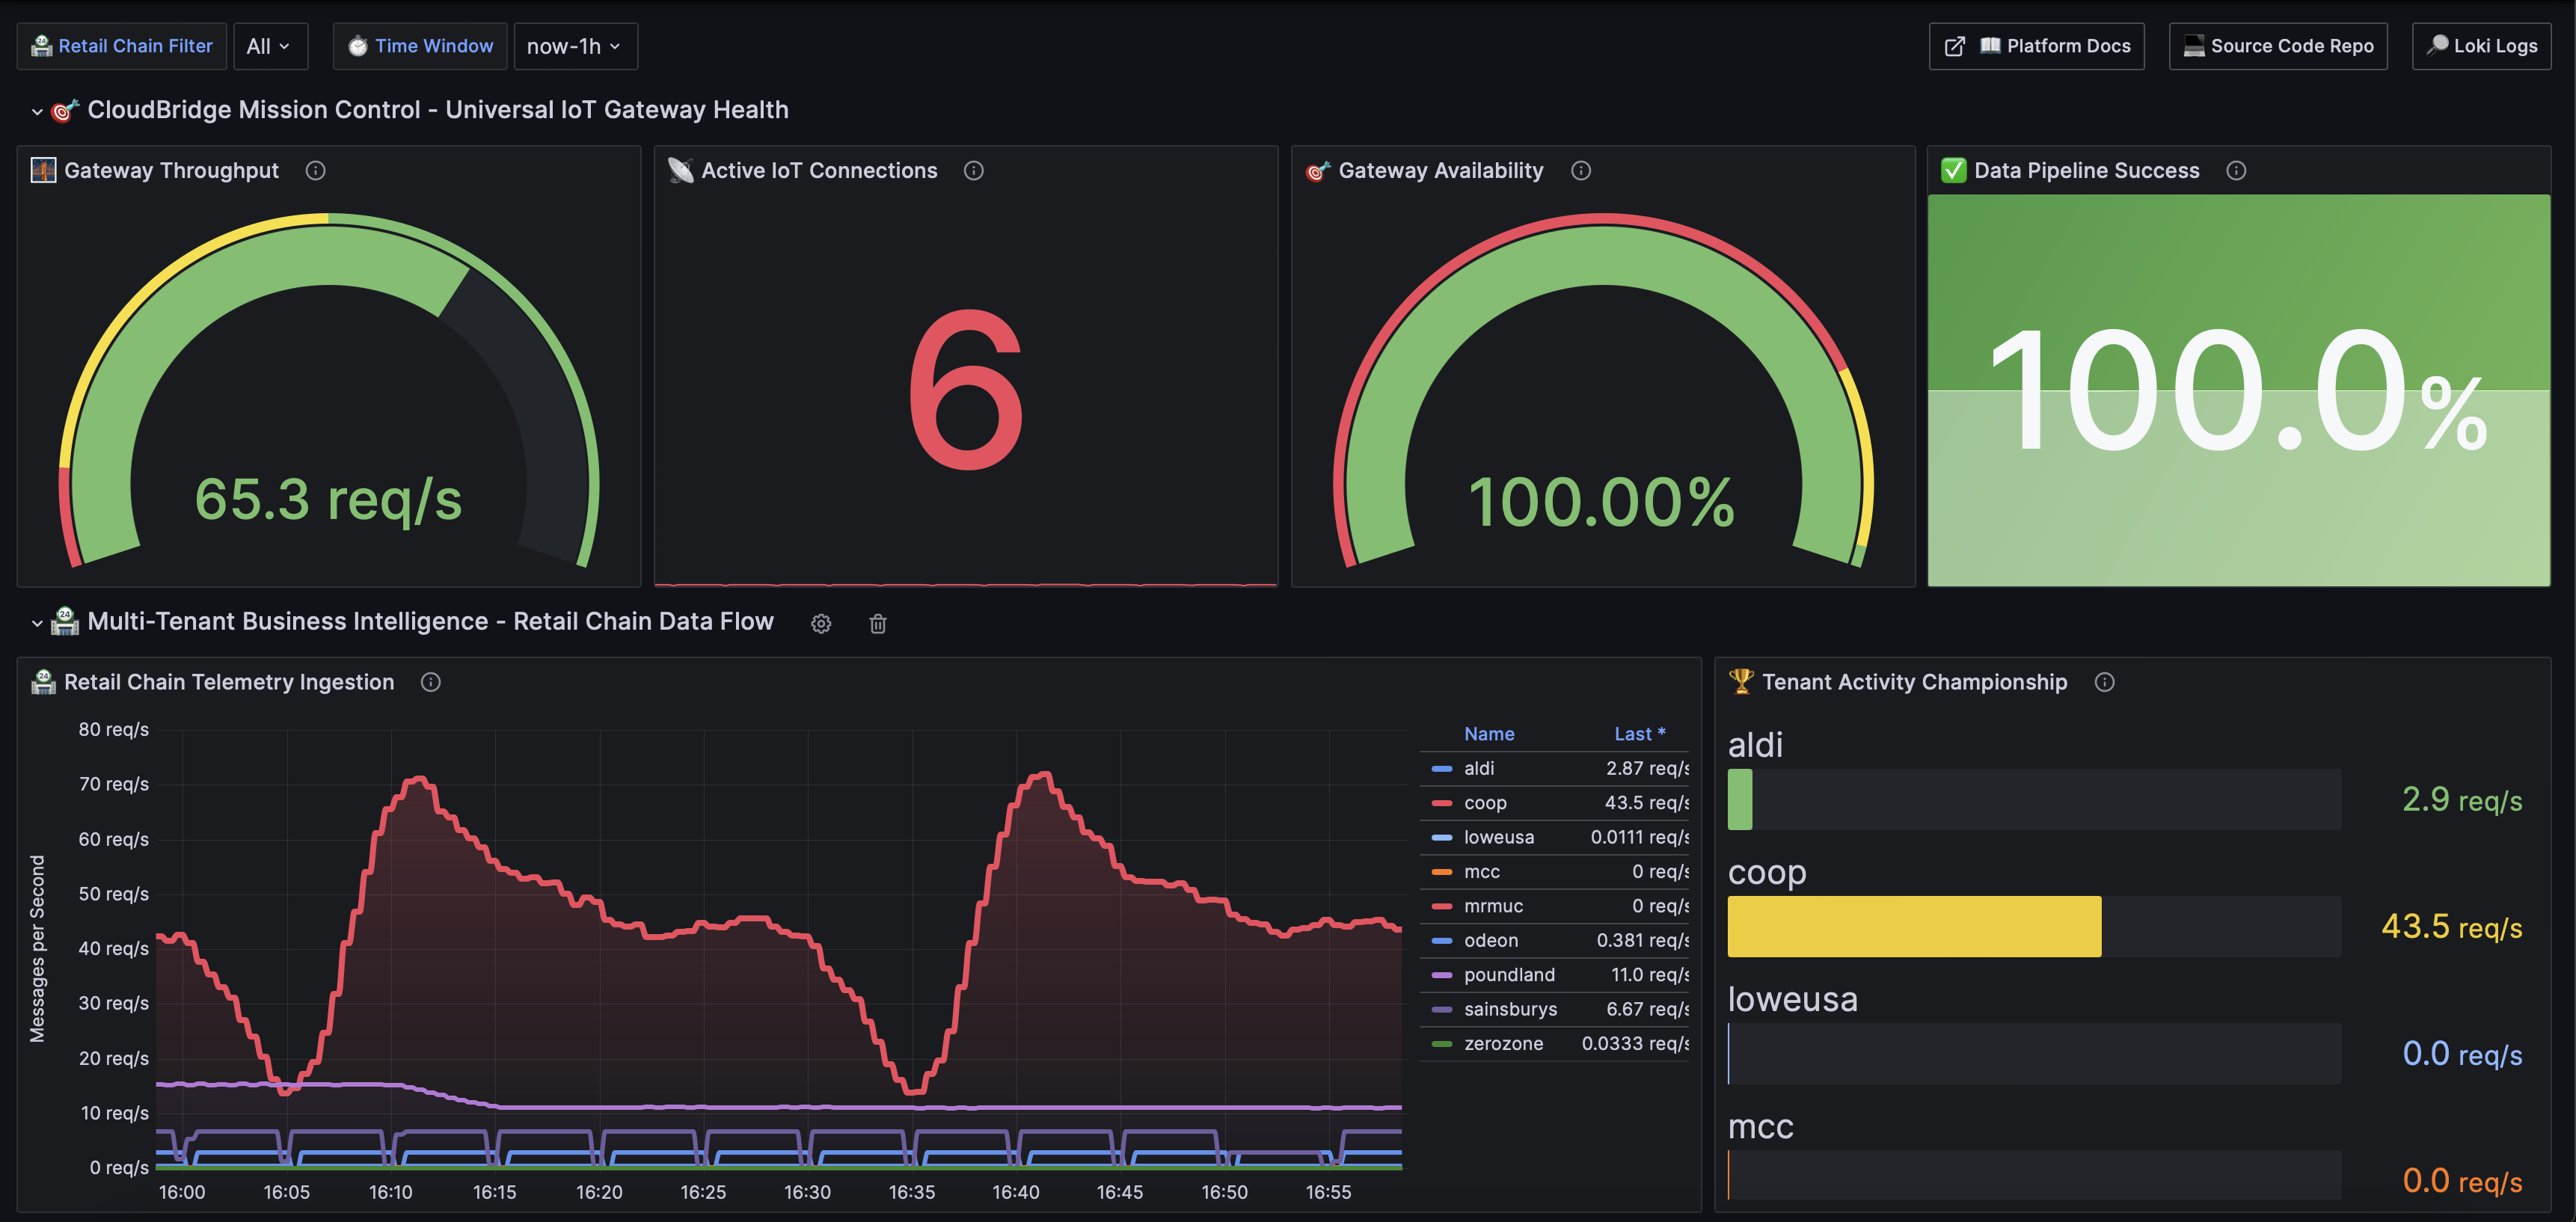 Retail Chain Filter All Time Window now-1h Platform Docs Source Code Repo Loki Logs
CloudBridge Mission Control - Universal IoT Gateway Health
Gateway Throughput
65.3 req/s
Active IoT Connections
6
Gateway Availability
100.00%
Data Pipeline Success
100.0%
Multi-Tenant Business Intelligence - Retail Chain Data Flow
Retail Chain Telemetry Ingestion
Messages per Second
80 req/s
70 req/s
60 req/s
50 req/s
40 req/s
30 req/s
20 req/s
10 req/s
0 req/s
16:00 16:05 16:10 16:15 16:20 16:25 16:30 16:35 16:40 16:45 16:50 16:55
Name Last *
aldi 2.87 req/s
coop 43.5 req/s
loweusa 0.0111 req/s
mcc 0 req/s
mrmuc 0 req/s
odeon 0.381 req/s
poundland 11.0 req/s
sainsburys 6.67 req/s
zerozone 0.0333 req/s
Tenant Activity Championship
aldi
2.9 req/s
coop
43.5 req/s
loweusa
0.0 req/s
mcc
0.0 req/s